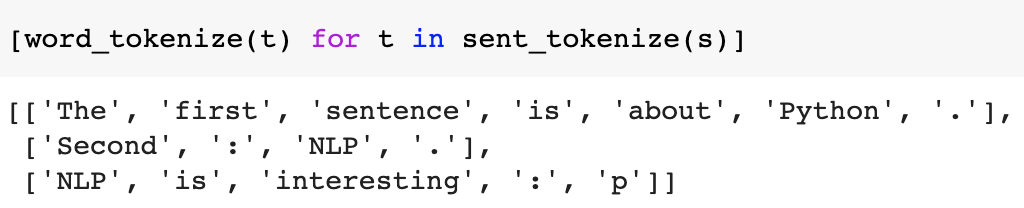 [word_tokenize(t) for t in sent_tokenize(s)]
[['The', 'first', 'sentence', 'is', 'about', 'Python', '.'],
['Second', ':', 'NLP', '.'],
['NLP', 'is', 'interesting', ':', 'p']]